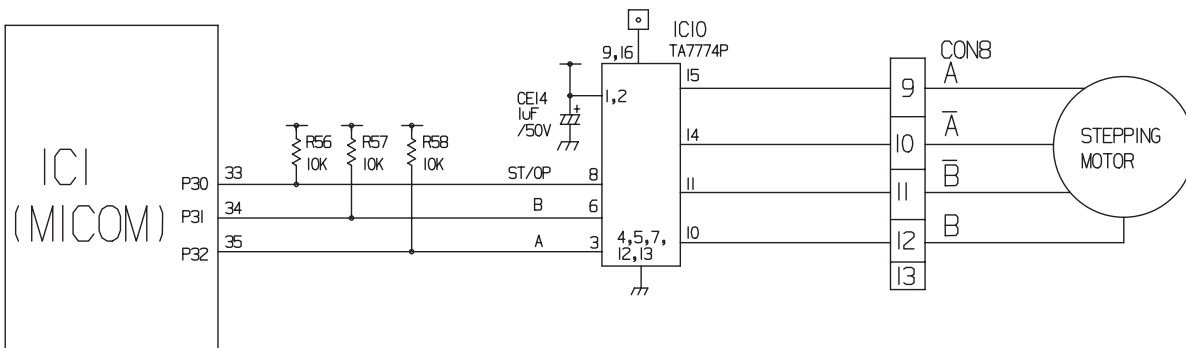 IC1
(MICOM)
P30
P31
P32
33
34
35
R56
10K
R57
10K
R58
10K
CE14
1uF
/50V
+
ST/OP
B
A
9,16
IC10
TA7774P
1,2
8
6
3
4,5,7,
12,13
15
14
11
10
CON8
9
10
11
12
13
A
A̅
B̅
B
STEPPING
MOTOR